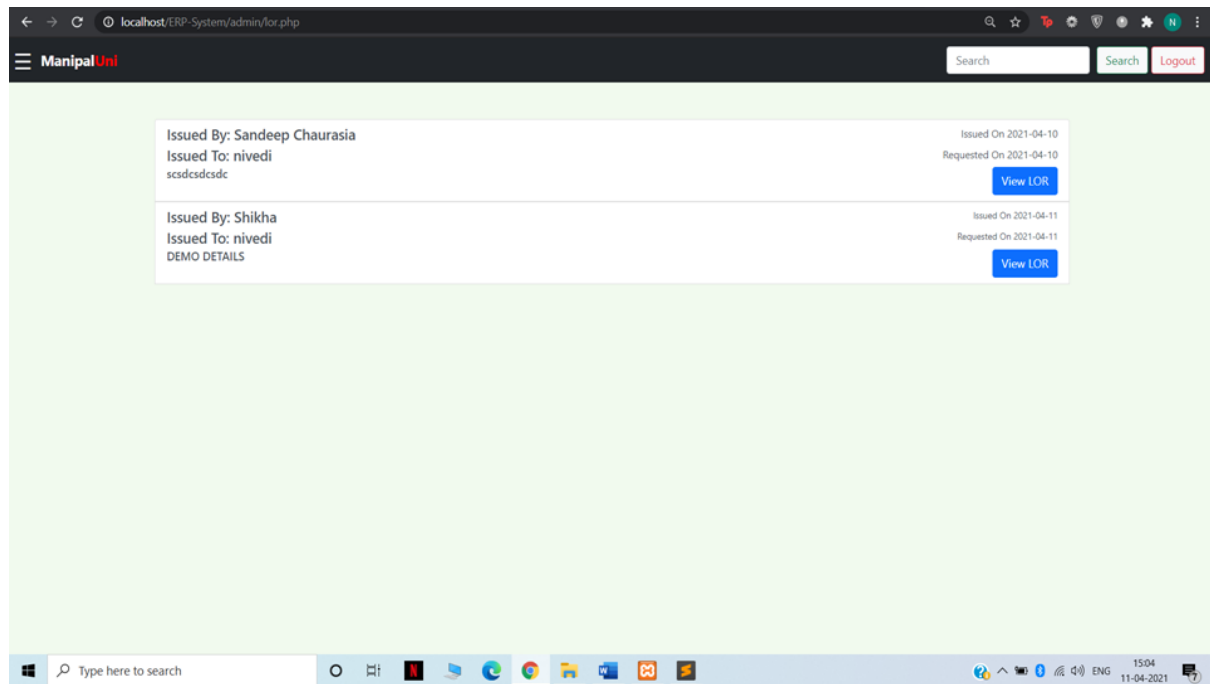 localhost/ERP-System/admin/lor.php
ManipalUni
Search
Search
Logout
Issued By: Sandeep Chaurasia
Issued On 2021-04-10
Issued To: nivedi
Requested On 2021-04-10
scsdcsdcsdc
View LOR
Issued By: Shikha
Issued On 2021-04-11
Issued To: nivedi
Requested On 2021-04-11
DEMO DETAILS
View LOR
Type here to search
ENG
15:04
11-04-2021